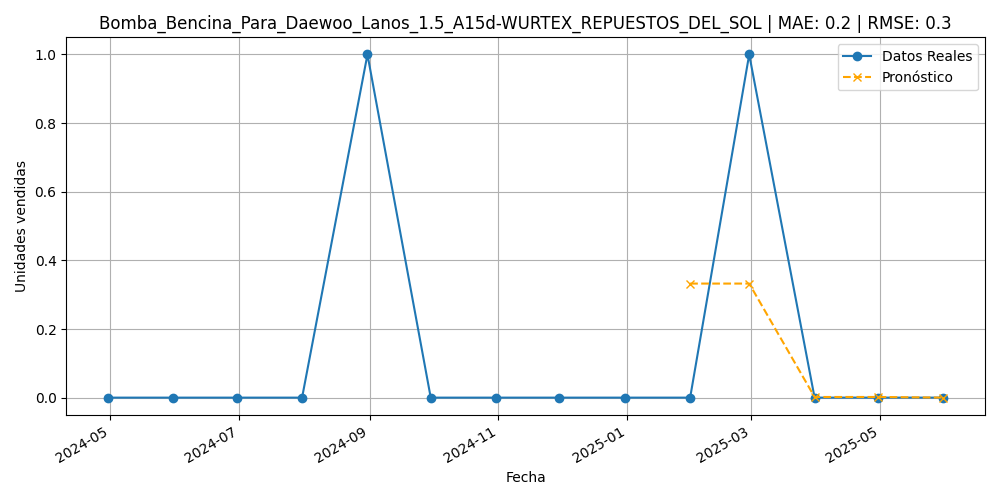 Bomba_Bencina_Para_Daewoo_Lanos_1.5_A15d-WURTEX_REPUESTOS_DEL_SOL | MAE: 0.2 | RMSE: 0.3
Datos Reales
Pronóstico
Unidades vendidas
1.0
0.8
0.6
0.4
0.2
0.0
2024-05
2024-07
2024-09
2024-11
2025-01
2025-03
2025-05
Fecha